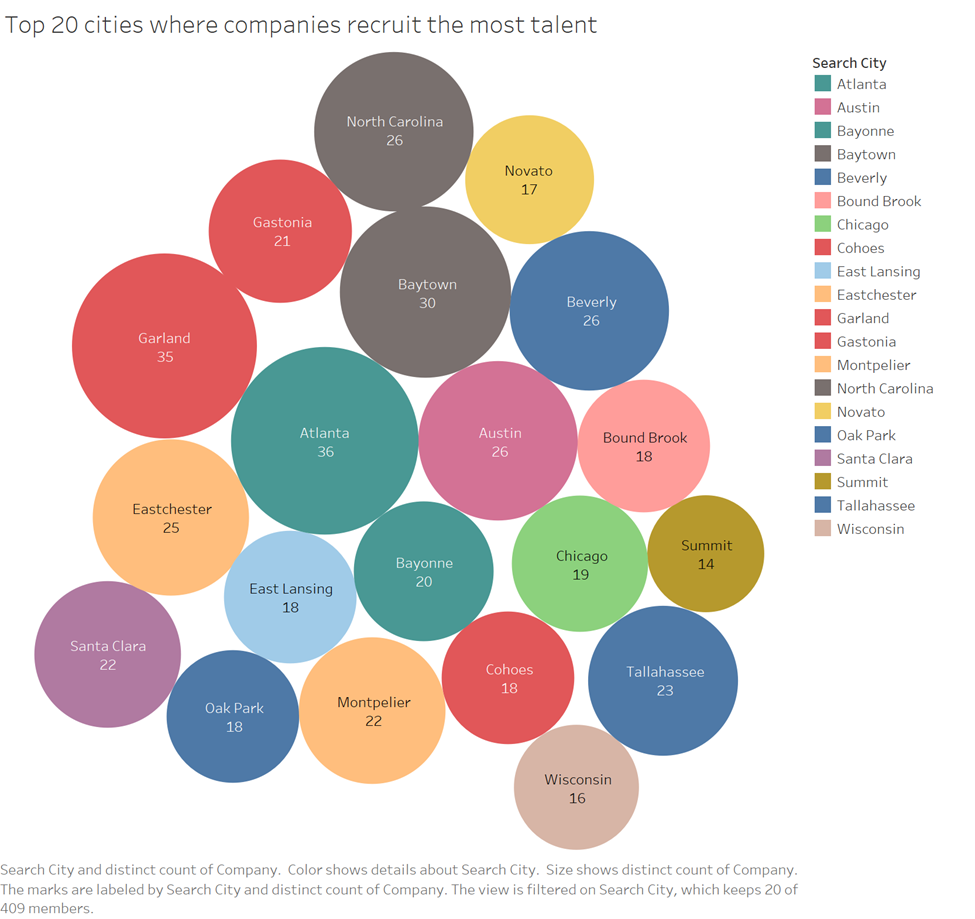 Top 20 cities where companies recruit the most talent
North Carolina
26
Novato
17
Gastonia
21
Baytown
30
Beverly
26
Garland
35
Atlanta
36
Austin
26
Bound Brook
18
Eastchester
25
East Lansing
18
Bayonne
20
Chicago
19
Summit
14
Santa Clara
22
Oak Park
18
Montpelier
22
Cohoes
18
Tallahassee
23
Wisconsin
16
Search City
Atlanta
Austin
Bayonne
Baytown
Beverly
Bound Brook
Chicago
Cohoes
East Lansing
Eastchester
Garland
Gastonia
Montpelier
North Carolina
Novato
Oak Park
Santa Clara
Summit
Tallahassee
Wisconsin
Search City and distinct count of Company.  Color shows details about Search City.  Size shows distinct count of Company.
The marks are labeled by Search City and distinct count of Company. The view is filtered on Search City, which keeps 20 of
409 members.